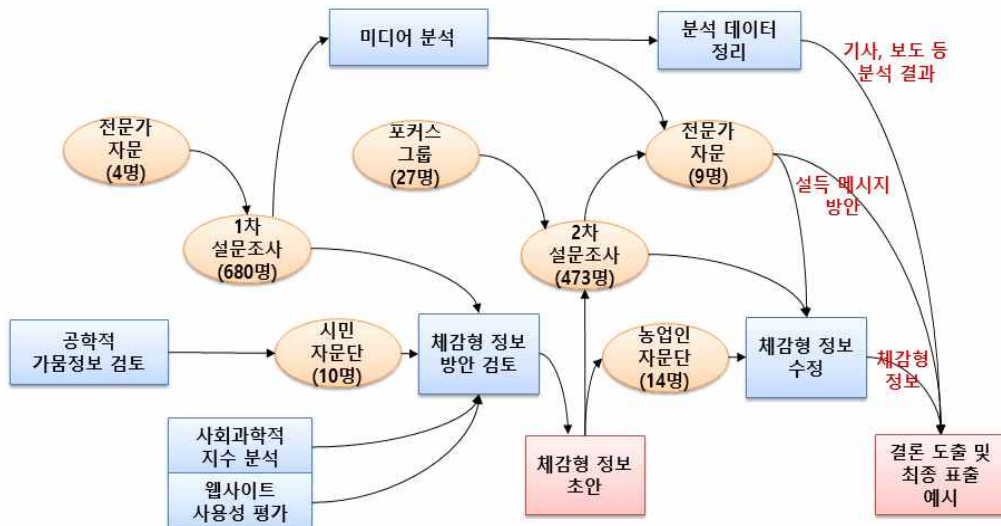 미디어 분석
분석 데이터
정리
기사, 보도 등
분석 결과
전문가
자문
(4명)
포커스
그룹
(27명)
전문가
자문
(9명)
설득 메시지
방안
1차
설문조사
(680명)
2차
설문조사
(473명)
공학적
가뭄정보 검토
시민
자문단
(10명)
체감형 정보
방안 검토
농업인
자문단
(14명)
체감형 정보
수정
체감형
정보
사회과학적
지수 분석
웹사이트
사용성 평가
체감형 정보
초안
결론 도출 및
최종 표출
예시